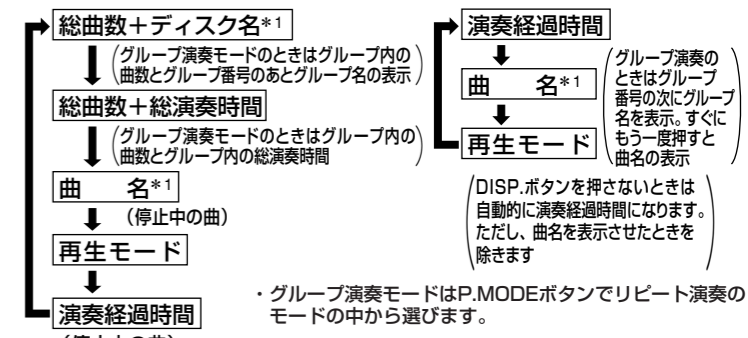 総曲数+ディスク名*1
(グループ演奏モードのときはグループ内の
曲数とグループ番号のあとグループ名の表示)
総曲数+総演奏時間
(グループ演奏モードのときはグループ内の
曲数とグループ内の総演奏時間)
曲　名*1
(停止中の曲)
再生モード
演奏経過時間
(停止中の曲)
演奏経過時間
曲　名*1
(グループ演奏の
ときはグループ
番号の次にグループ
名を表示。すぐに
もう一度押すと
曲名の表示)
再生モード
(DISP.ボタンを押さないときは
自動的に演奏経過時間になります。
ただし、曲名を表示させたときを
除きます)
・グループ演奏モードはP.MODEボタンでリピート演奏の
モードの中から選びます。